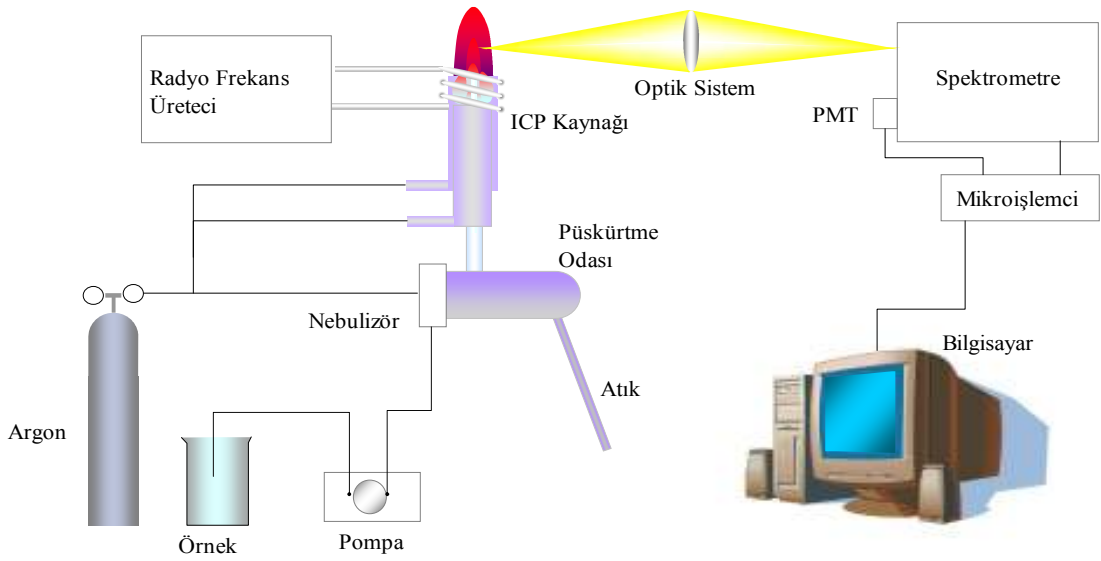 Radyo Frekans
Üreteci
ICP Kaynağı
Optik Sistem
Spektrometre
PMT
Mikroişlemci
Püskürtme
Odası
Nebulizör
Bilgisayar
Atık
Argon
Örnek
Pompa